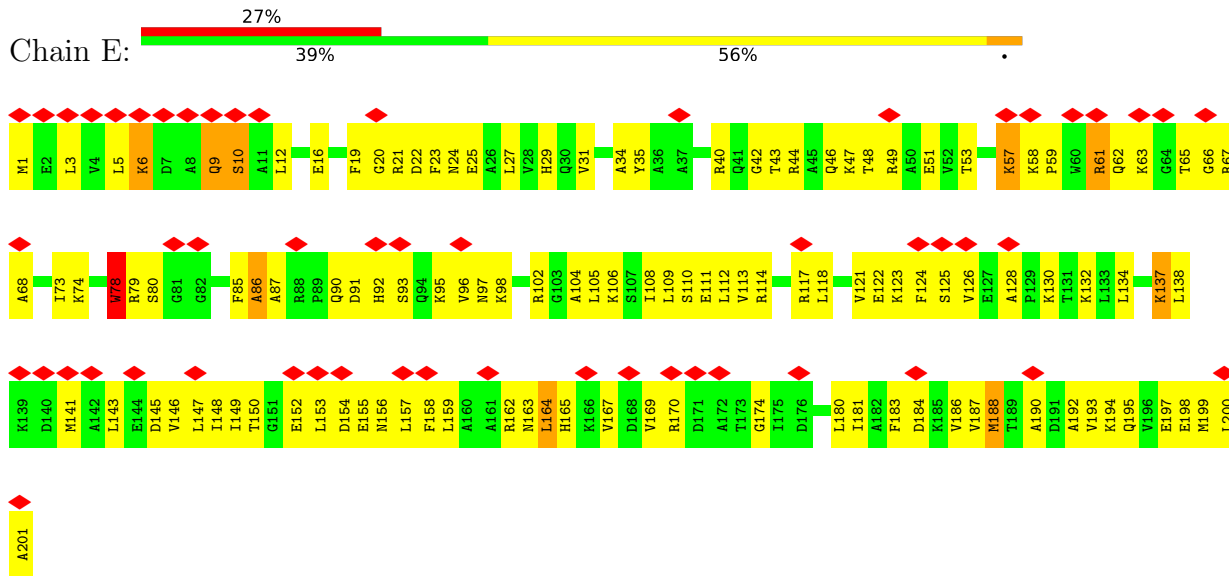 27%
Chain E:
39% 56% •
M1 E2 L3 V4 L5 K6 D7 A8 Q9 S10 A11 L12 E16 F19 G20 R21 D22 F23 N24 E25 A26 L27 V28 H29 Q30 V31 A34 Y35 A36 A37 R40 Q41 G42 T43 R44 A45 Q46 K47 T48 R49 A50 E51 V52 T53 K57 K58 P59 W60 R61 Q62 K63 G64 T65 G66 R67
A68 I73 K74 W78 R79 S80 G81 G82 F85 A86 A87 R88 P89 Q90 D91 H92 S93 Q94 K95 V96 N97 K98 R102 G103 A104 L105 K106 S107 I108 L109 S110 E111 L112 V113 R114 R117 L118 V121 E122 K123 F124 S125 V126 E127 A128 P129 K130 T131 K132 L133 L134 K137 L138
K139 D140 M141 A142 L143 E144 D145 V146 L147 I148 I149 T150 G151 E152 L153 D154 E155 N156 L157 F158 L159 A160 A161 R162 N163 L164 H165 K166 V167 D168 V169 R170 D171 A172 T173 G174 I175 D176 L180 I181 A182 F183 D184 K185 V186 V187 M188 T189 A190 D191 A192 V193 K194 Q195 V196 E197 E198 M199 L200
A201